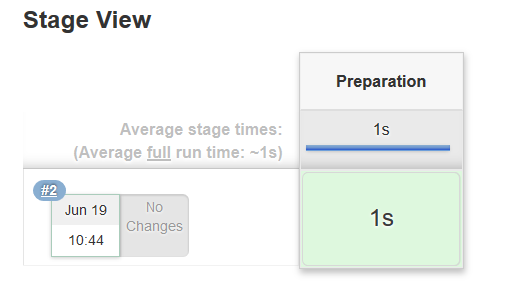 Stage View
Preparation
Average stage times:
1s
(Average full run time: ~1s)
#2
Jun 19
No
Changes
10:44
1s